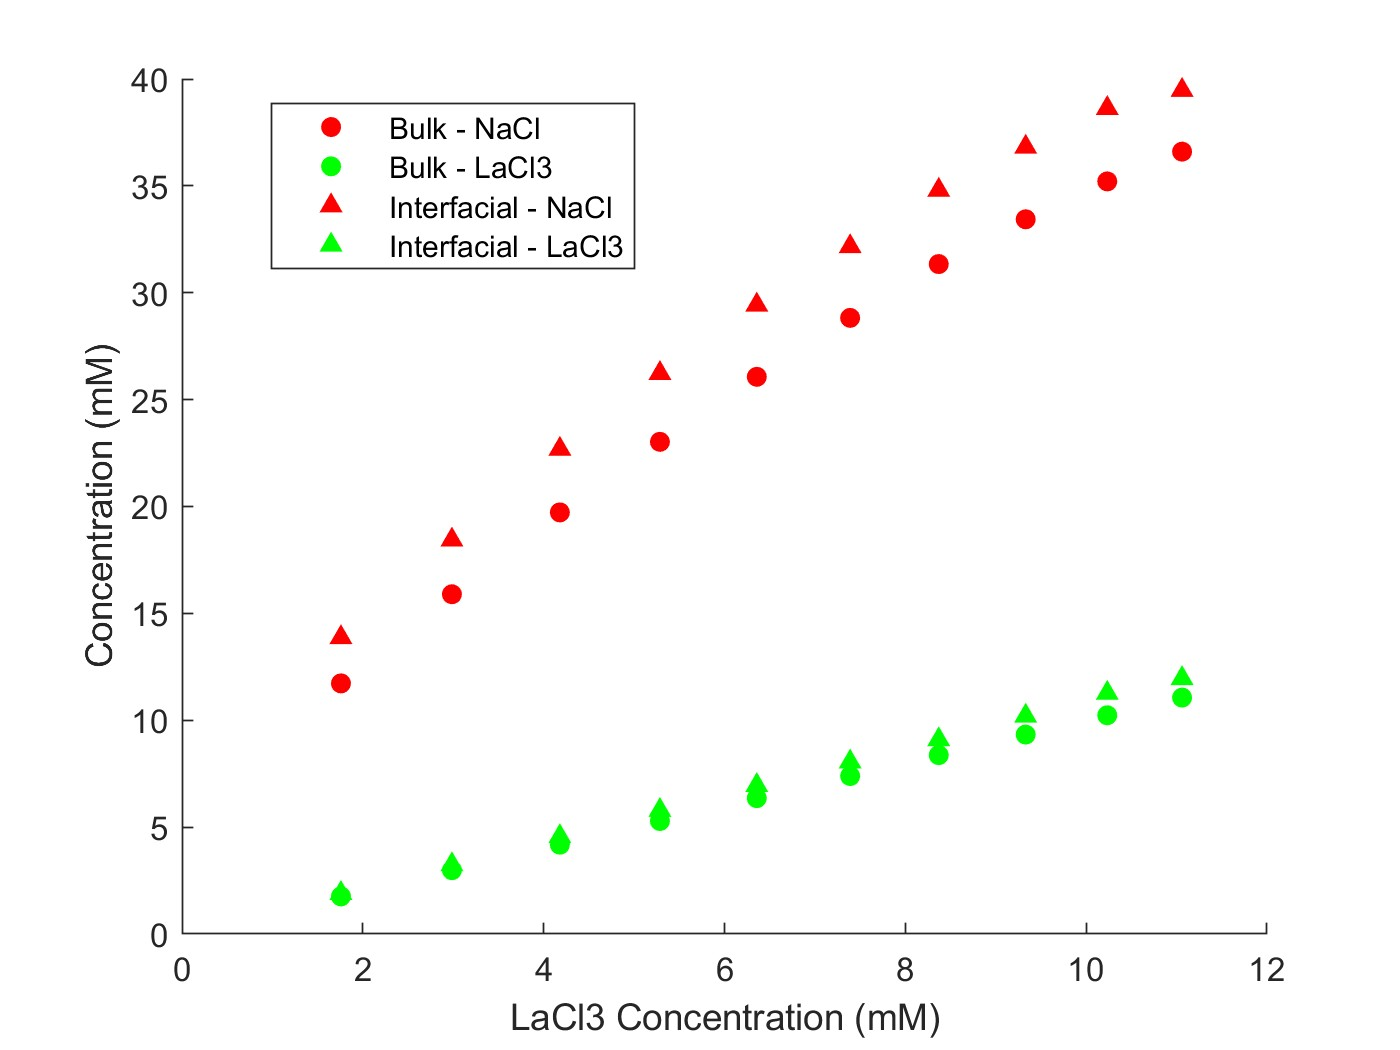 40
35
30
25
20
15
10
5
0
Concentration (mM)
Bulk - NaCl
Bulk - LaCl3
Interfacial - NaCl
Interfacial - LaCl3
0 2 4 6 8 10 12
LaCl3 Concentration (mM)